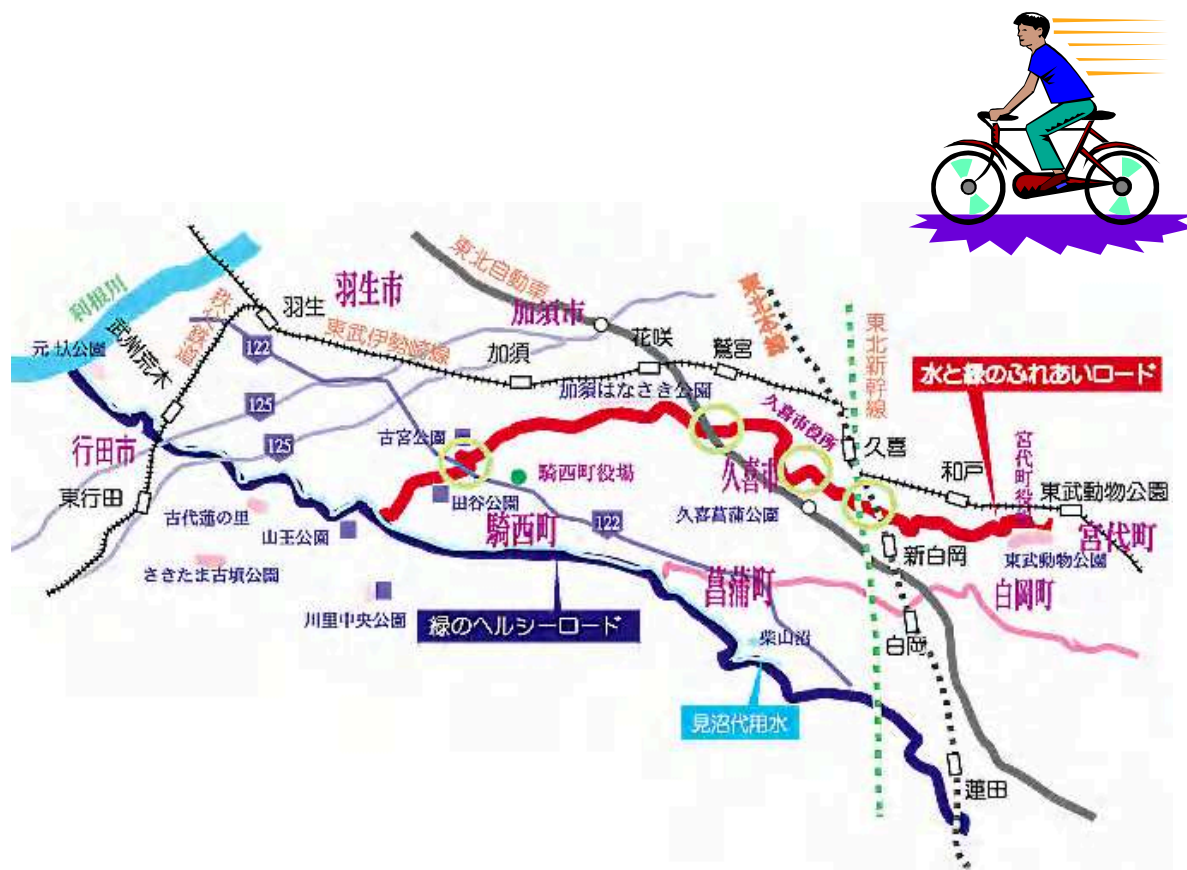 利根川
羽生
羽生市
秩父鉄道
武州荒木
元圦公園
東北自動車
加須市
122
東武伊勢崎線
加須
花咲
鷲宮
東北新幹線
水と緑のふれあいロード
125
加須はなさき公園
久喜市役所
行田市
125
古宮公園
久喜
宮代町役
和戸
東武動物公園
東行田
騎西町役場
久喜市
古代蓮の里
田谷公園
久喜菖蒲公園
122
山王公園
騎西町
新白岡
宮代町
東武動物公園
さきたま古墳公園
川里中央公園
緑のヘルシーロード
菖蒲町
白岡町
柴山沼
白岡
見沼代用水
蓮田